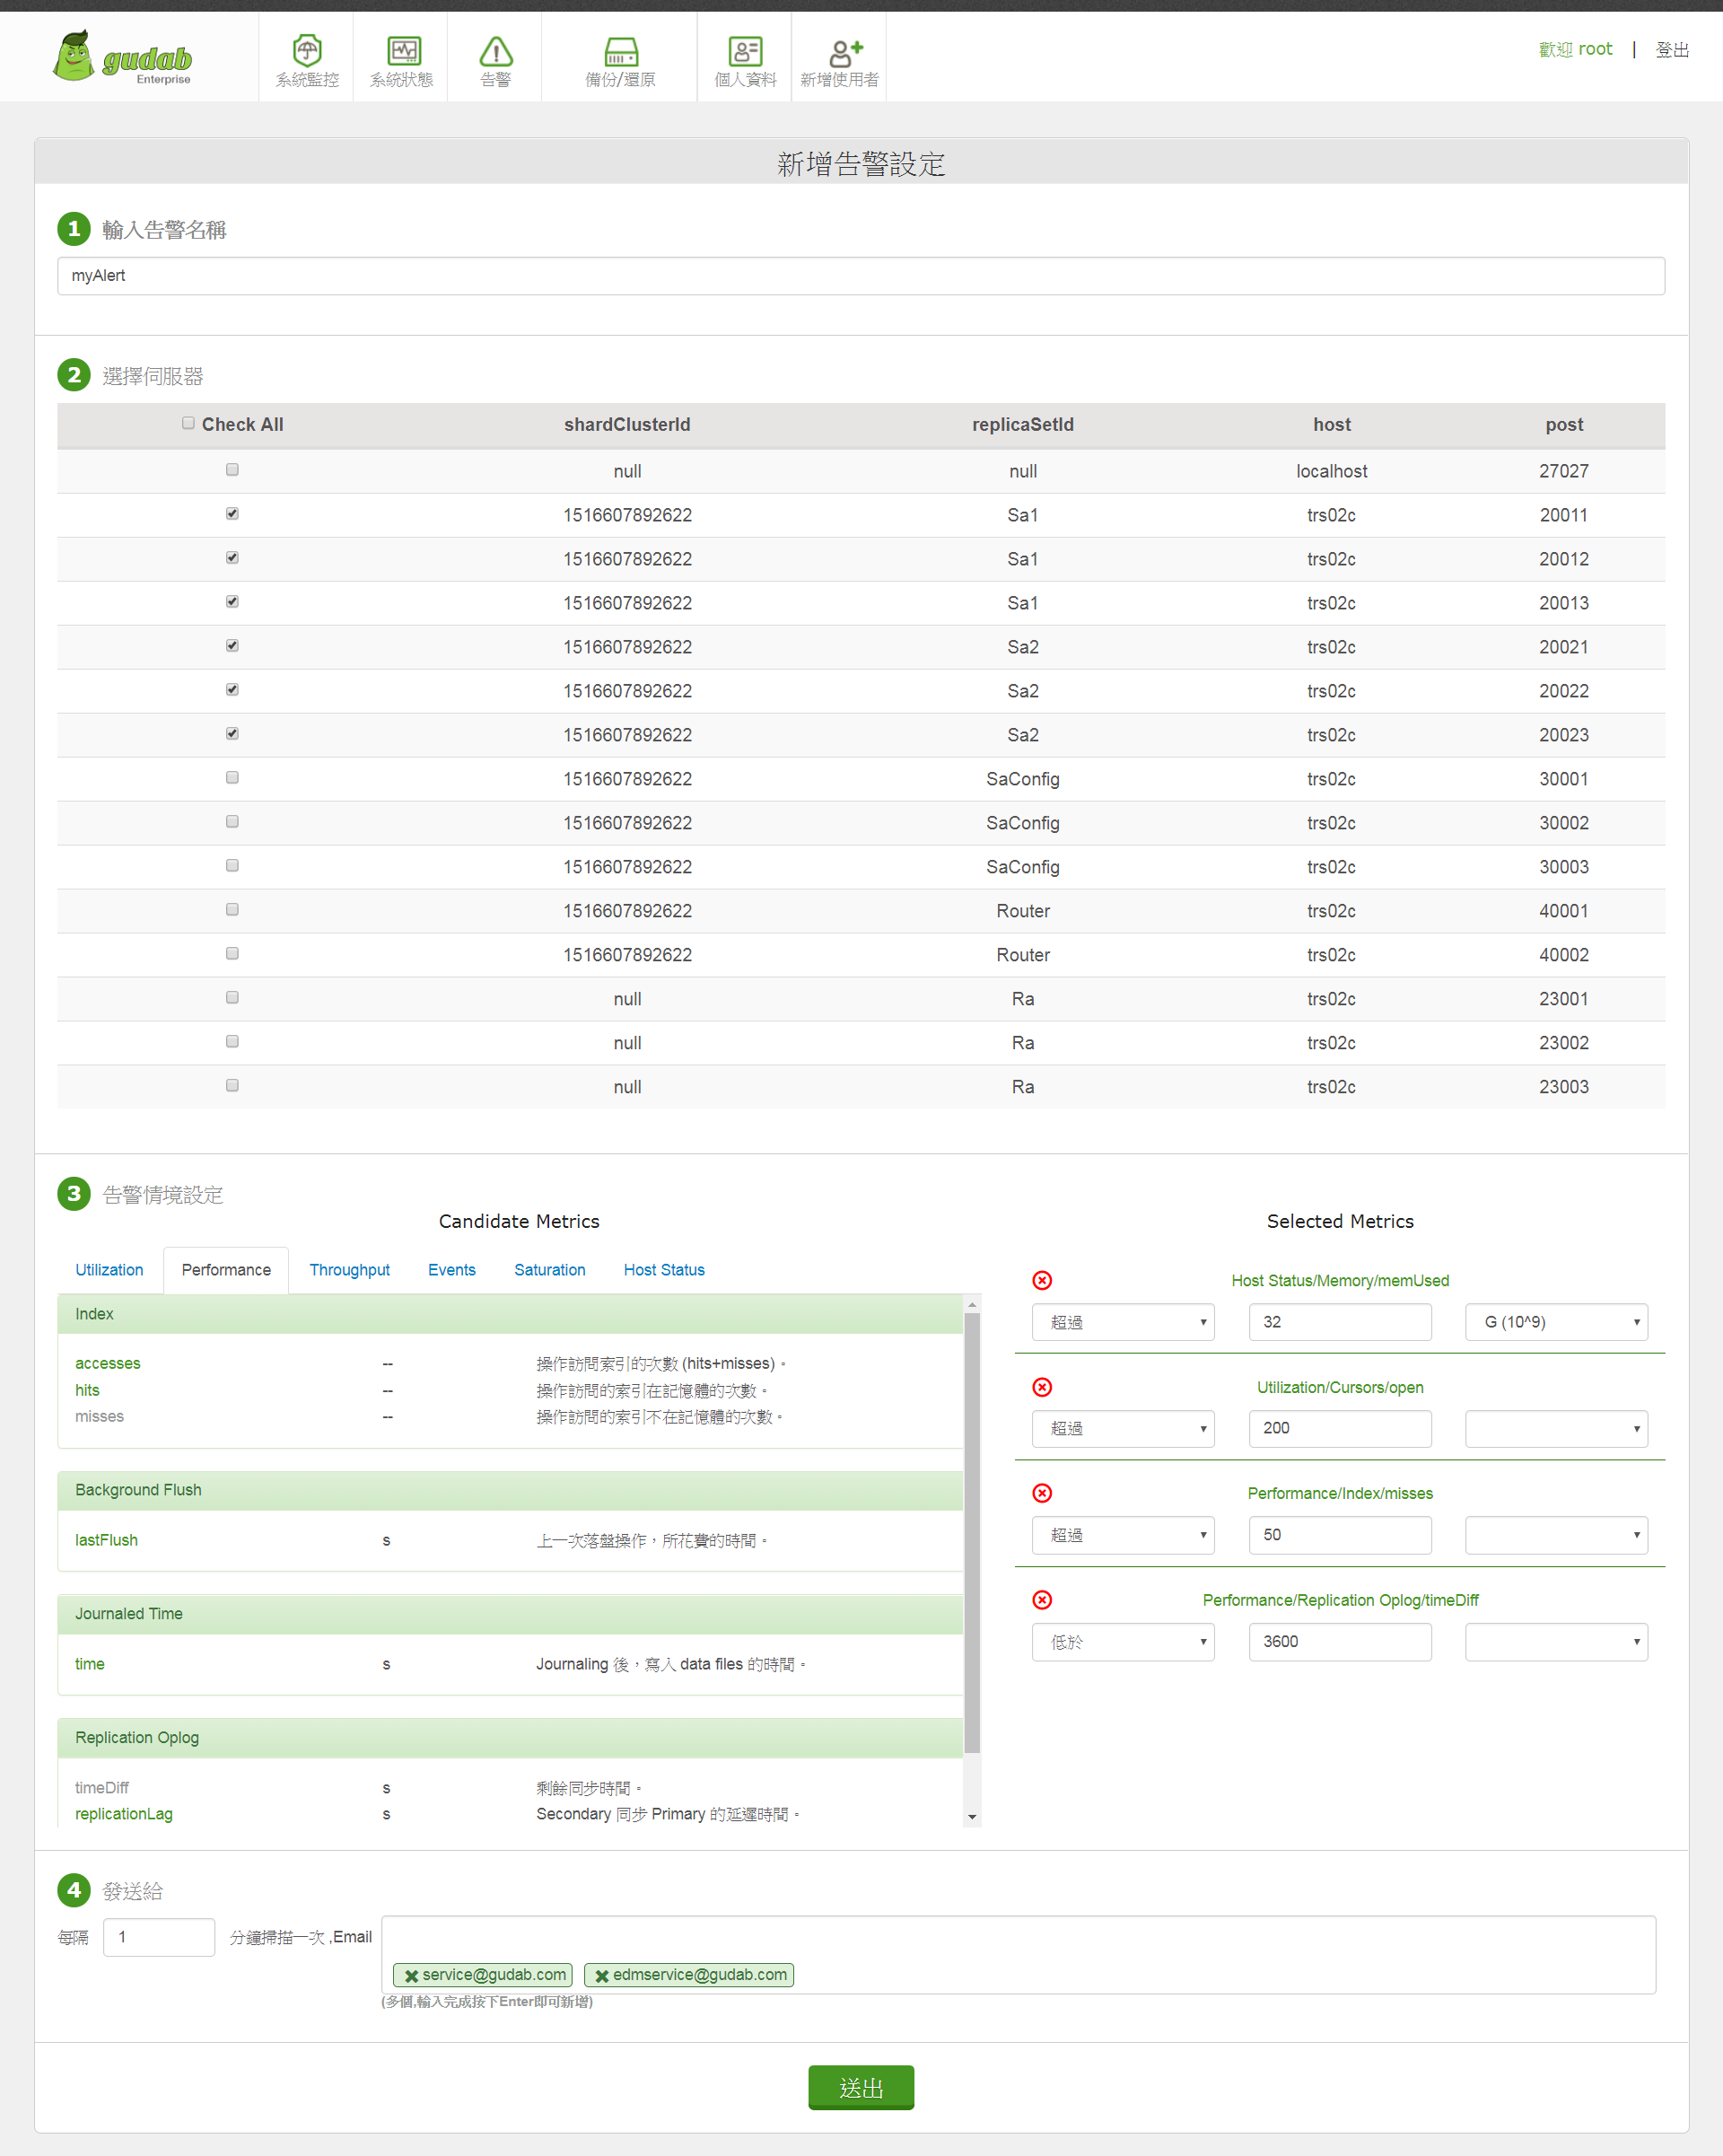 gudab
Enterprise
系統監控
系統狀態
告警
備份/還原
個人資料
新增使用者
歡迎 root | 登出
新增告警設定
1 輸入告警名稱
myAlert
2 選擇伺服器
Check All shardClusterId replicaSetId host post
null null localhost 27027
1516607892622 Sa1 trs02c 20011
1516607892622 Sa1 trs02c 20012
1516607892622 Sa1 trs02c 20013
1516607892622 Sa2 trs02c 20021
1516607892622 Sa2 trs02c 20022
1516607892622 Sa2 trs02c 20023
1516607892622 SaConfig trs02c 30001
1516607892622 SaConfig trs02c 30002
1516607892622 SaConfig trs02c 30003
1516607892622 Router trs02c 40001
1516607892622 Router trs02c 40002
null Ra trs02c 23001
null Ra trs02c 23002
null Ra trs02c 23003
3 告警情境設定
Candidate Metrics
Utilization Performance Throughput Events Saturation Host Status
Index
accesses -- 操作訪問索引的次數 (hits+misses)。
hits -- 操作訪問的索引在記憶體的次數。
misses -- 操作訪問的索引不在記憶體的次數。
Background Flush
lastFlush s 上一次落盤操作，所花費的時間。
Journaled Time
time s Journaling 後，寫入 data files 的時間。
Replication Oplog
timeDiff s 剩餘同步時間。
replicationLag s Secondary 同步 Primary 的延遲時間。
Selected Metrics
Host Status/Memory/memUsed
超過 32 G (10^9)
Utilization/Cursors/open
超過 200
Performance/Index/misses
超過 50
Performance/Replication Oplog/timeDiff
低於 3600
4 發送給
每隔 1 分鐘掃描一次 ,Email
service@gudab.com edmservice@gudab.com
(多個,輸入完成按下Enter即可新增)
送出